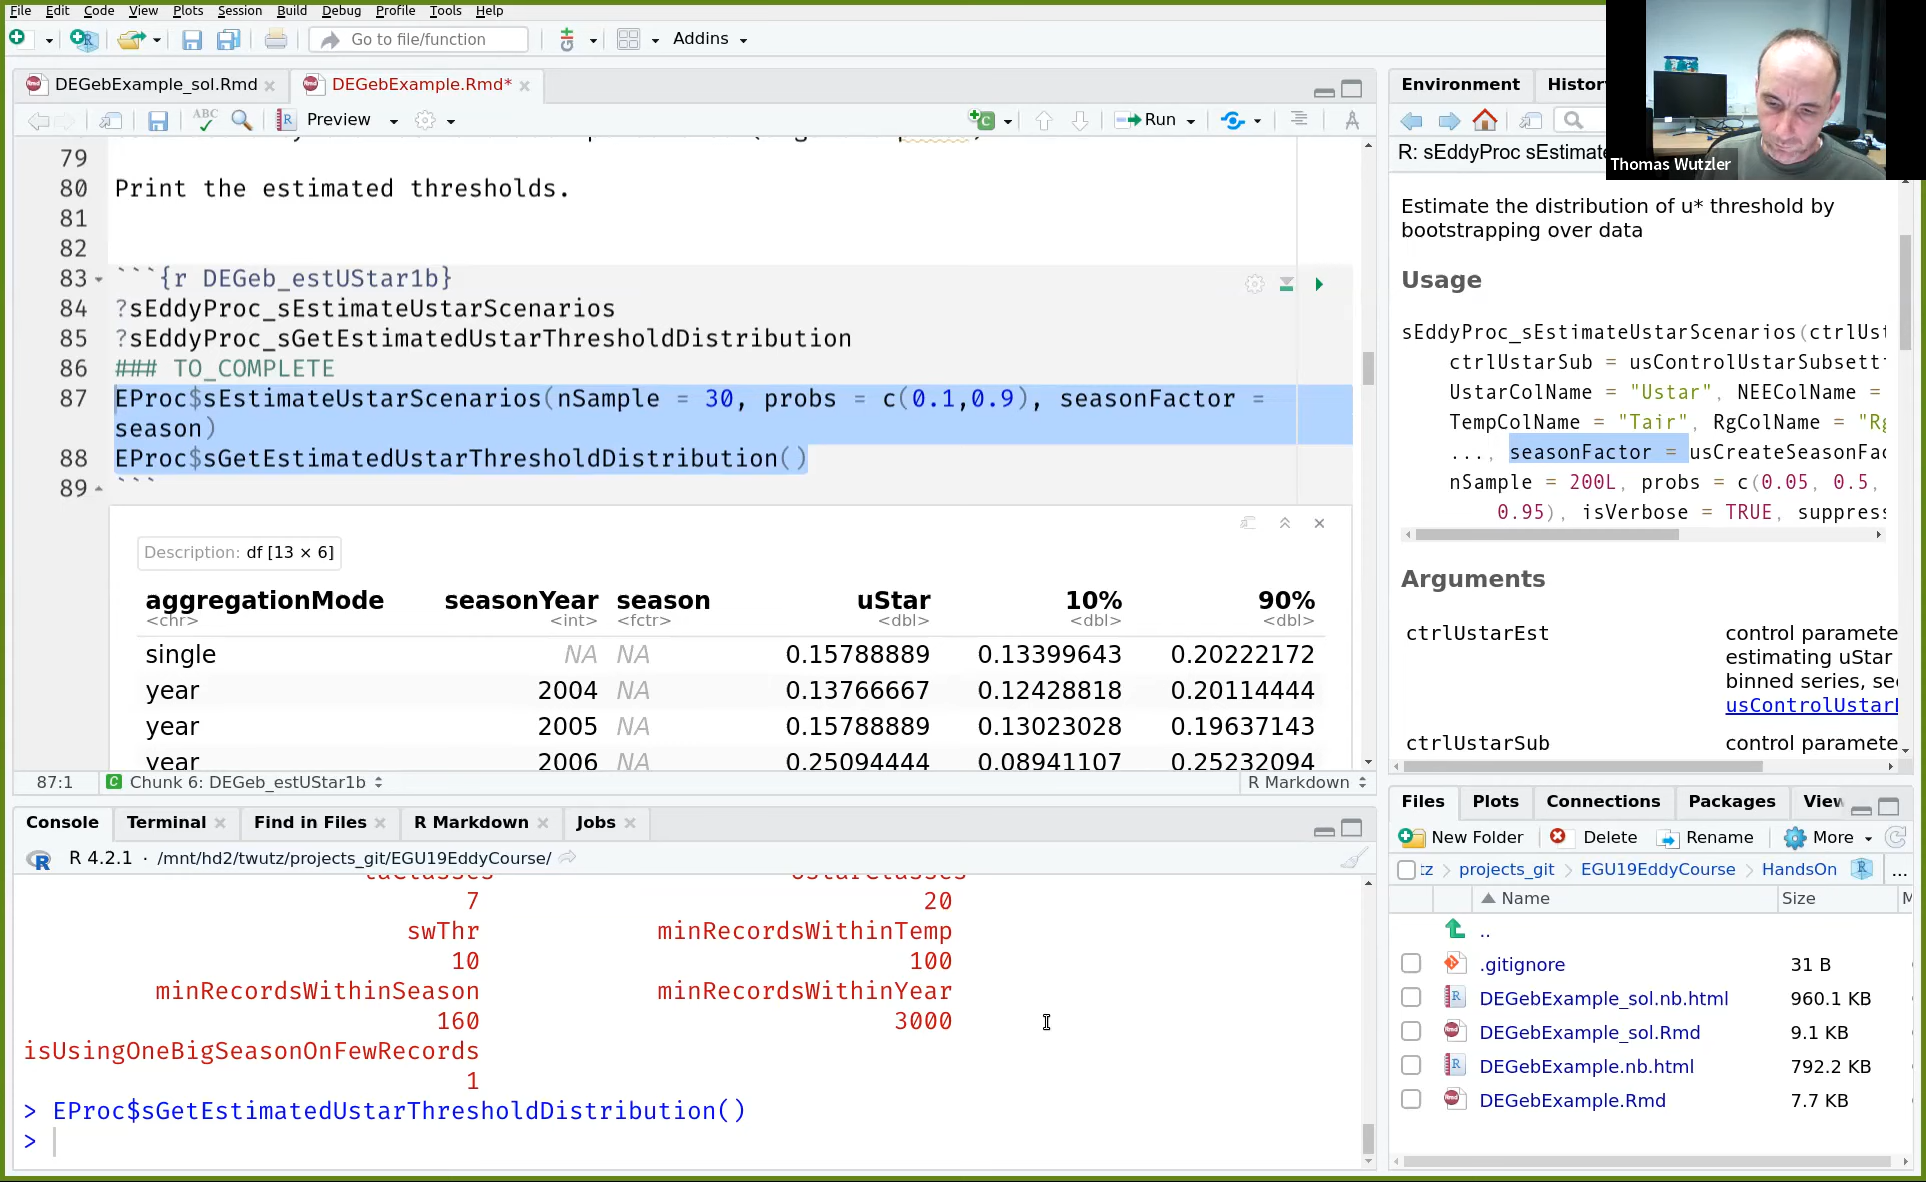 File Edit Code View Plots Session Build Debug Profile Tools Help
Go to file/function
Addins
DEGebExample_sol.Rmd
DEGebExample.Rmd*
ABC
Preview
Run
79
80 Print the estimated thresholds.
81
82
83 ```{r DEGeb_estUStar1b}
84 ?sEddyProc_sEstimateUstarScenarios
85 ?sEddyProc_sGetEstimatedUstarThresholdDistribution
86 ### TO_COMPLETE
87 EProc$sEstimateUstarScenarios(nSample = 30, probs = c(0.1,0.9), seasonFactor =
season)
88 EProc$sGetEstimatedUstarThresholdDistribution()
89 ```
Description: df [13 × 6]
aggregationMode seasonYear season uStar 10% 90%
<chr> <int> <fctr> <dbl> <dbl> <dbl>
single NA NA 0.15788889 0.13399643 0.20222172
year 2004 NA 0.13766667 0.12428818 0.20114444
year 2005 NA 0.15788889 0.13023028 0.19637143
year 2006 NA 0.25094444 0.08941107 0.25232094
87:1 Chunk 6: DEGeb_estUStar1b R Markdown
Console Terminal Find in Files R Markdown Jobs
R 4.2.1 · /mnt/hd2/twutz/projects_git/EGU19EddyCourse/
taClasses UstarClasses
7 20
swThr minRecordsWithinTemp
10 100
minRecordsWithinSeason minRecordsWithinYear
160 3000
isUsingOneBigSeasonOnFewRecords
1
> EProc$sGetEstimatedUstarThresholdDistribution()
>
Environment Histor
R: sEddyProc sEstimate
Thomas Wutzler
Estimate the distribution of u* threshold by
bootstrapping over data
Usage
sEddyProc_sEstimateUstarScenarios(ctrlUst
ctrlUstarSub = usControlUstarSubsett
UstarColName = "Ustar", NEEColName =
TempColName = "Tair", RgColName = "Rg
..., seasonFactor = usCreateSeasonFac
nSample = 200L, probs = c(0.05, 0.5,
0.95), isVerbose = TRUE, suppress
Arguments
ctrlUstarEst control paramete
estimating uStar
binned series, see
usControlUstarE
ctrlUstarSub control paramete
Files Plots Connections Packages View
New Folder Delete Rename More
tz projects_git EGU19EddyCourse HandsOn ...
Name Size M
..
.gitignore 31 B
DEGebExample_sol.nb.html 960.1 KB
DEGebExample_sol.Rmd 9.1 KB
DEGebExample.nb.html 792.2 KB
DEGebExample.Rmd 7.7 KB